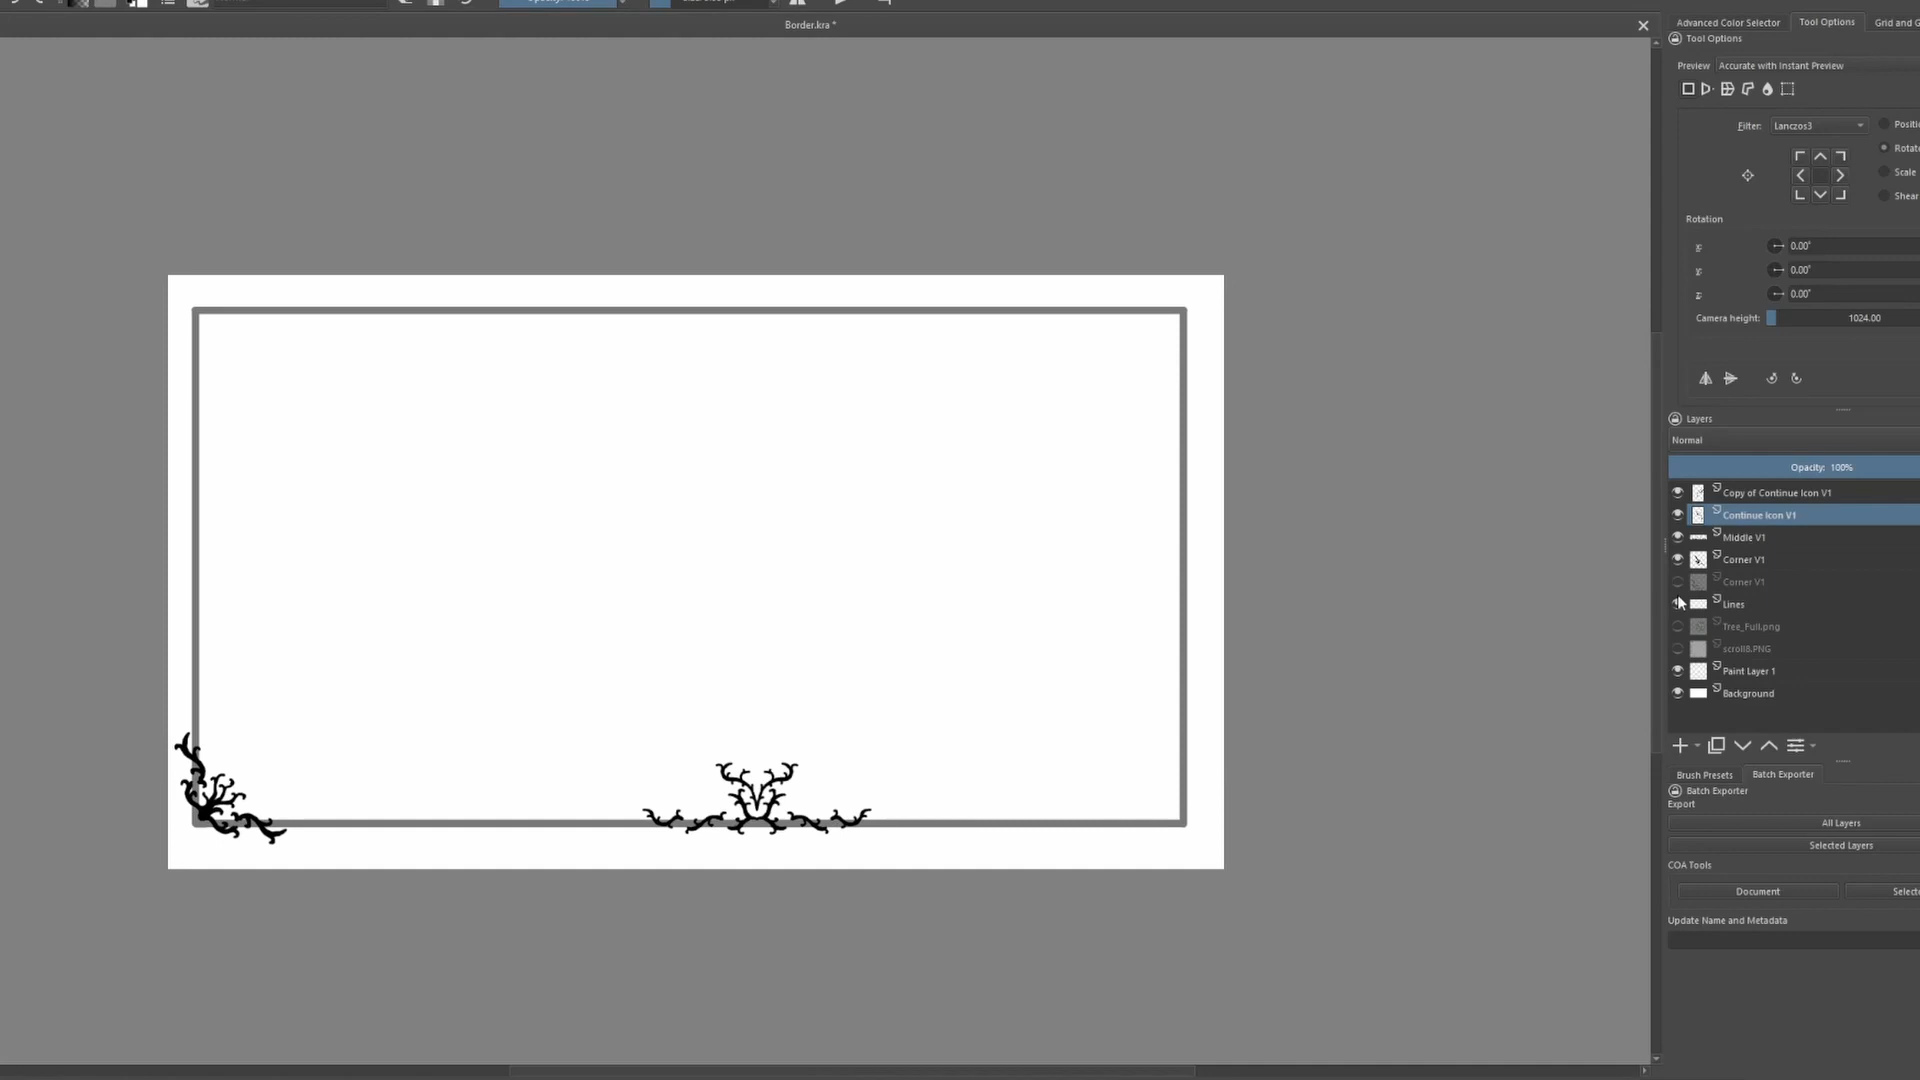 Border.kra *
Advanced Color Selector
Tool Options
Grid and G
Tool Options
Preview Accurate with Instant Preview
Filter: Lanczos3
Positi
Rotat
Scale
Shear
Rotation
0.00°
0.00°
0.00°
Camera height: 1024.00
Layers
Normal
Opacity: 100%
Copy of Continue Icon V1
Continue Icon V1
Middle V1
Corner V1
Corner V1
Lines
Tree_Full.png
scroll8.PNG
Paint Layer 1
Background
Brush Presets
Batch Exporter
Batch Exporter
Export
All Layers
Selected Layers
COA Tools
Document
Select
Update Name and Metadata